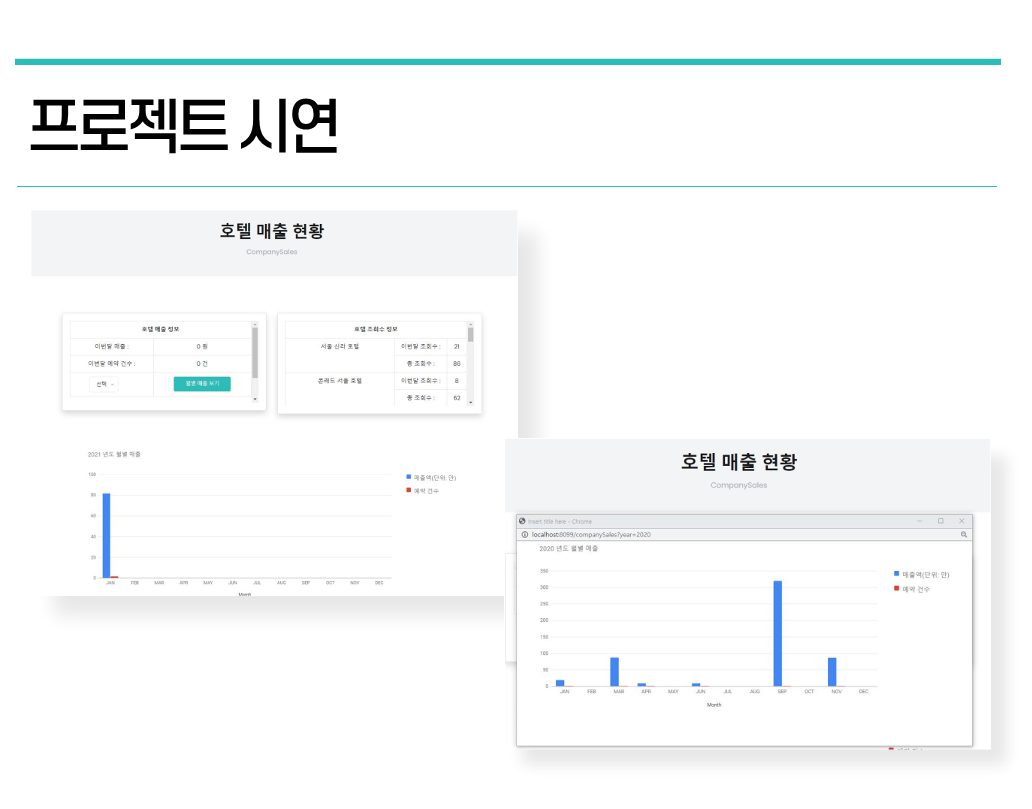 프로젝트 시연
호텔 매출 현황
CompanySales
호텔 매출 정보
이번달 매출 : 0 원
이번달 예약 건수 : 0 건
선택 월별 매출 보기
호텔 조회수 정보
서울 신라 호텔 이번달 조회수 : 21
총 조회수 : 86
콘래드 서울 호텔 이번달 조회수 : 8
총 조회수 : 62
2021 년도 월별 매출
100
80
60
40
20
0
JAN FEB MAR APR MAY JUN JUL AUG SEP OCT NOV DEC
Month
매출액(단위: 만)
예약 건수
호텔 매출 현황
CompanySales
Insert title here - Chrome
localhost:8099/companySales?year=2020
2020 년도 월별 매출
350
300
250
200
150
100
50
0
JAN FEB MAR APR MAY JUN JUL AUG SEP OCT NOV DEC
Month
매출액(단위: 만)
예약 건수